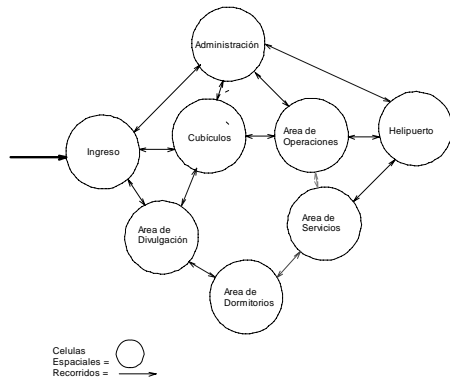 Administración
Ingreso
Cubículos
Area de
Operaciones
Helipuerto
Area de
Divulgación
Area de
Servicios
Area de
Dormitorios
Celulas
Espaciales =
Recorridos =